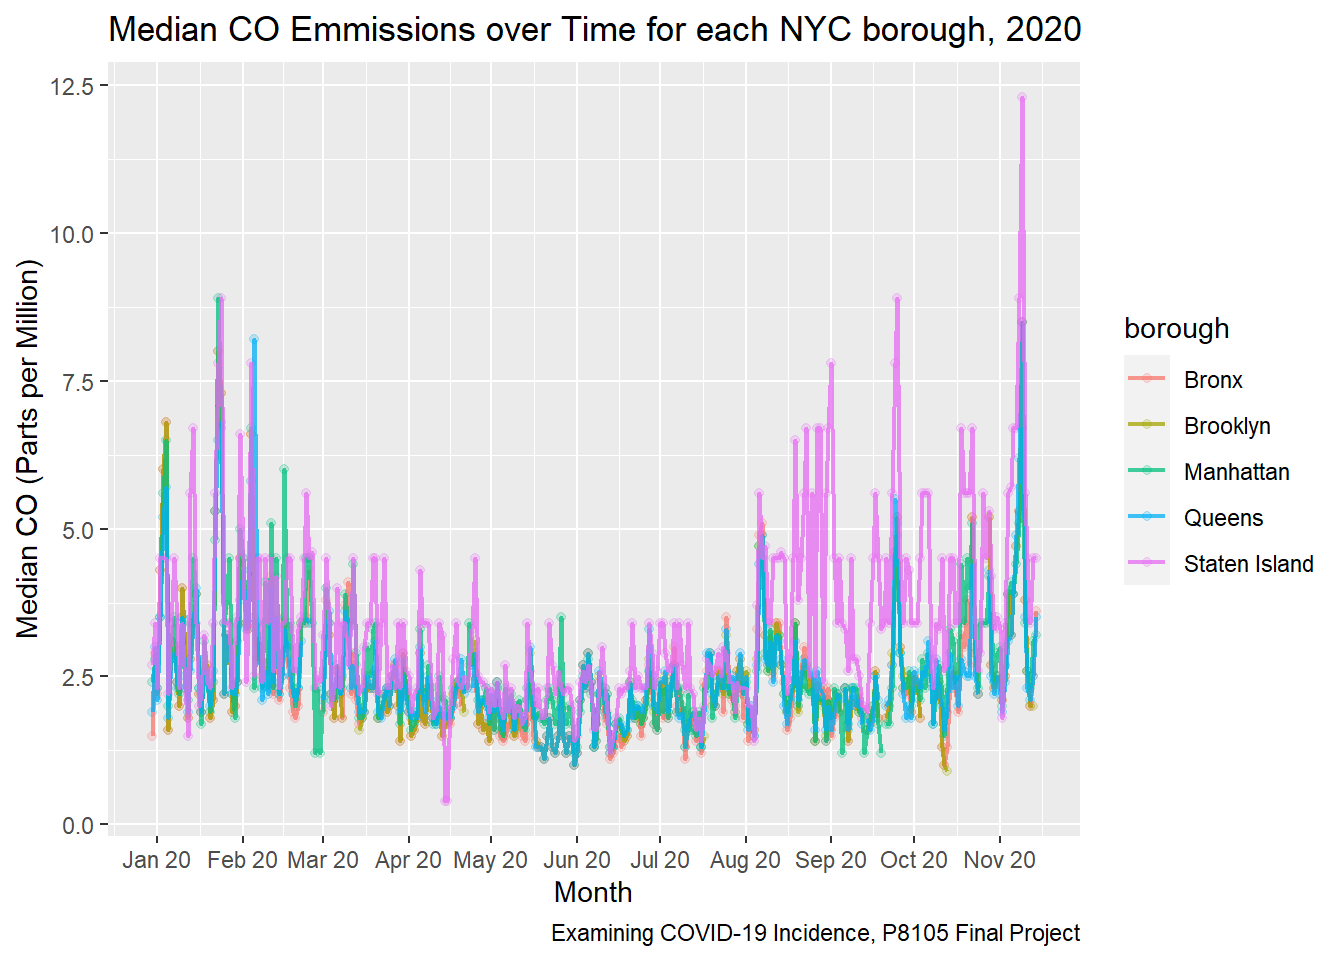 Median CO Emmissions over Time for each NYC borough, 2020
Median CO (Parts per Million)
12.5
10.0
7.5
5.0
2.5
0.0
Jan 20 Feb 20 Mar 20 Apr 20 May 20 Jun 20 Jul 20 Aug 20 Sep 20 Oct 20 Nov 20
Month
borough
Bronx
Brooklyn
Manhattan
Queens
Staten Island
Examining COVID-19 Incidence, P8105 Final Project